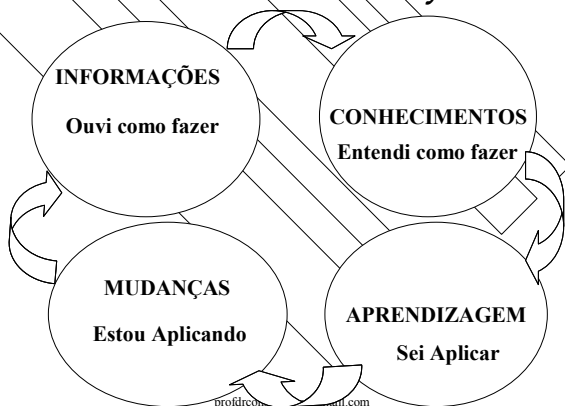 INFORMAÇÕES
Ouvi como fazer
CONHECIMENTOS
Entendi como fazer
MUDANÇAS
Estou Aplicando
APRENDIZAGEM
Sei Aplicar